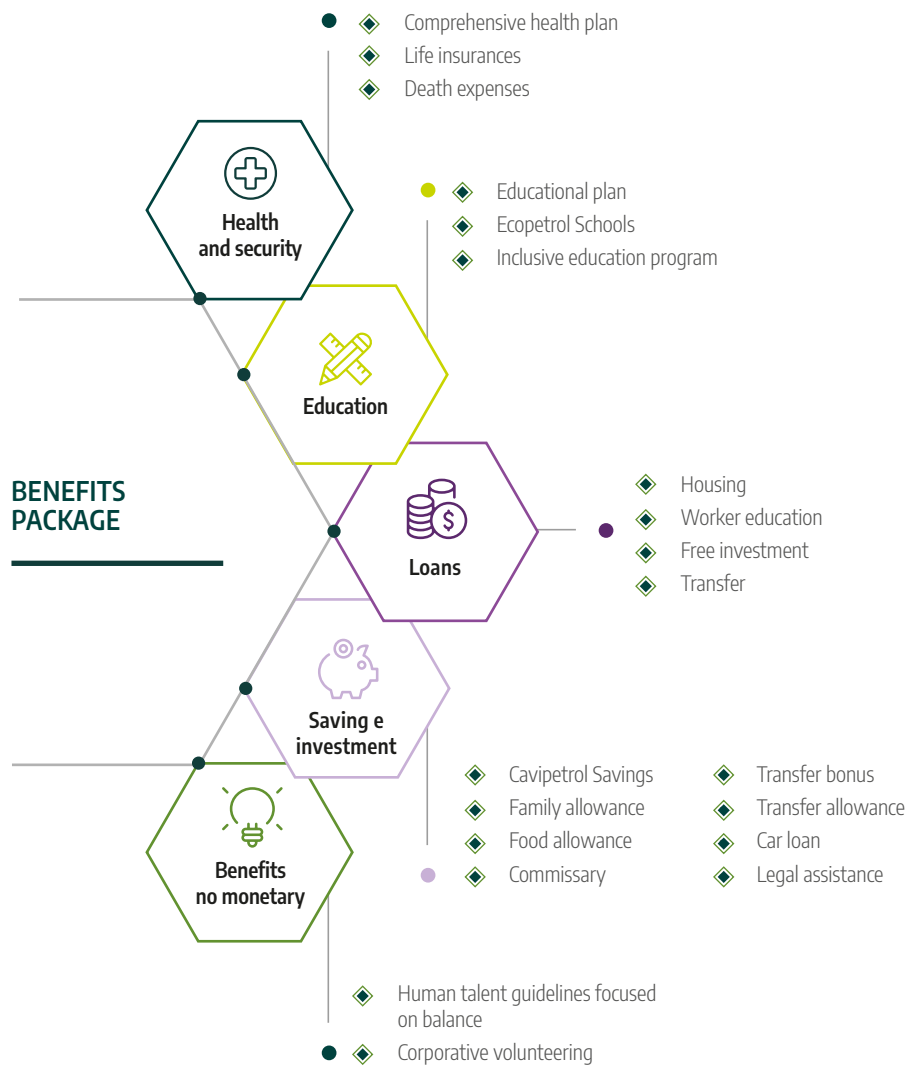 Comprehensive health plan
Life insurances
Death expenses
Health
and security
Educational plan
Ecopetrol Schools
Inclusive education program
Education
BENEFITS
PACKAGE
$
Loans
Housing
Worker education
Free investment
Transfer
Saving e
investment
Cavipetrol Savings
Family allowance
Food allowance
Commissary
Transfer bonus
Transfer allowance
Car loan
Legal assistance
Benefits
no monetary
Human talent guidelines focused
on balance
Corporative volunteering